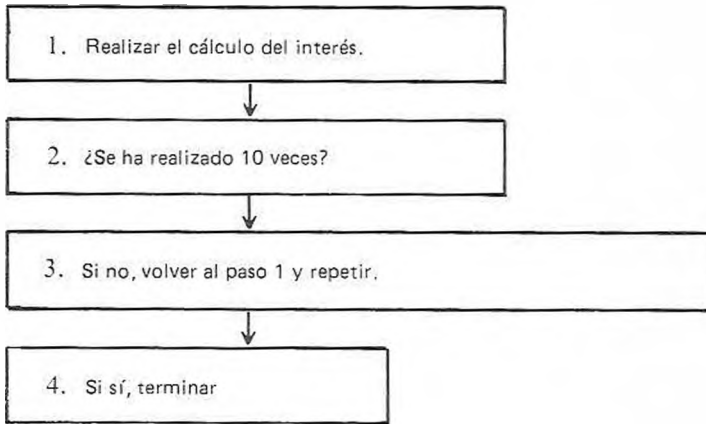 1. Realizar el cálculo del interés.
2. ¿Se ha realizado 10 veces?
3. Si no, volver al paso 1 y repetir.
4. Si sí, terminar